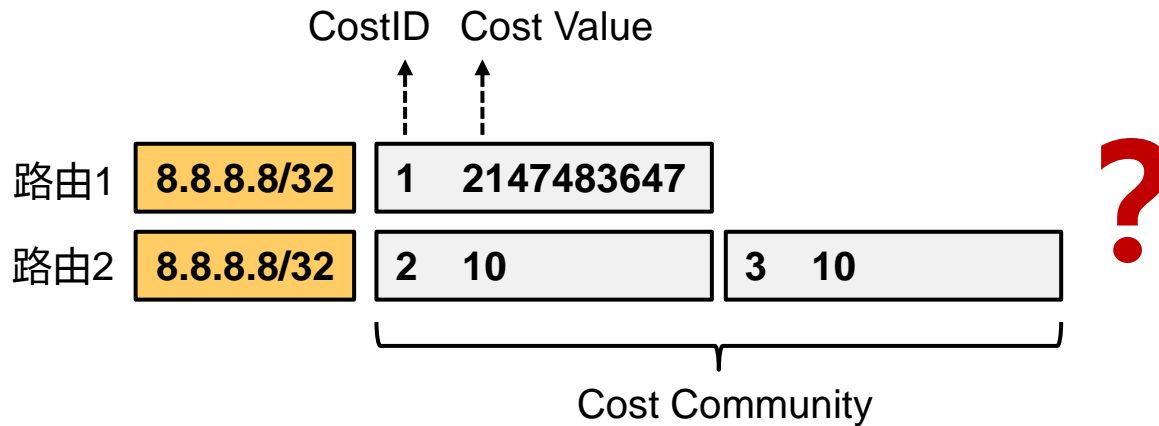 CostID Cost Value
路由1 8.8.8.8/32 1 2147483647
?
路由2 8.8.8.8/32 2 10 3 10
Cost Community